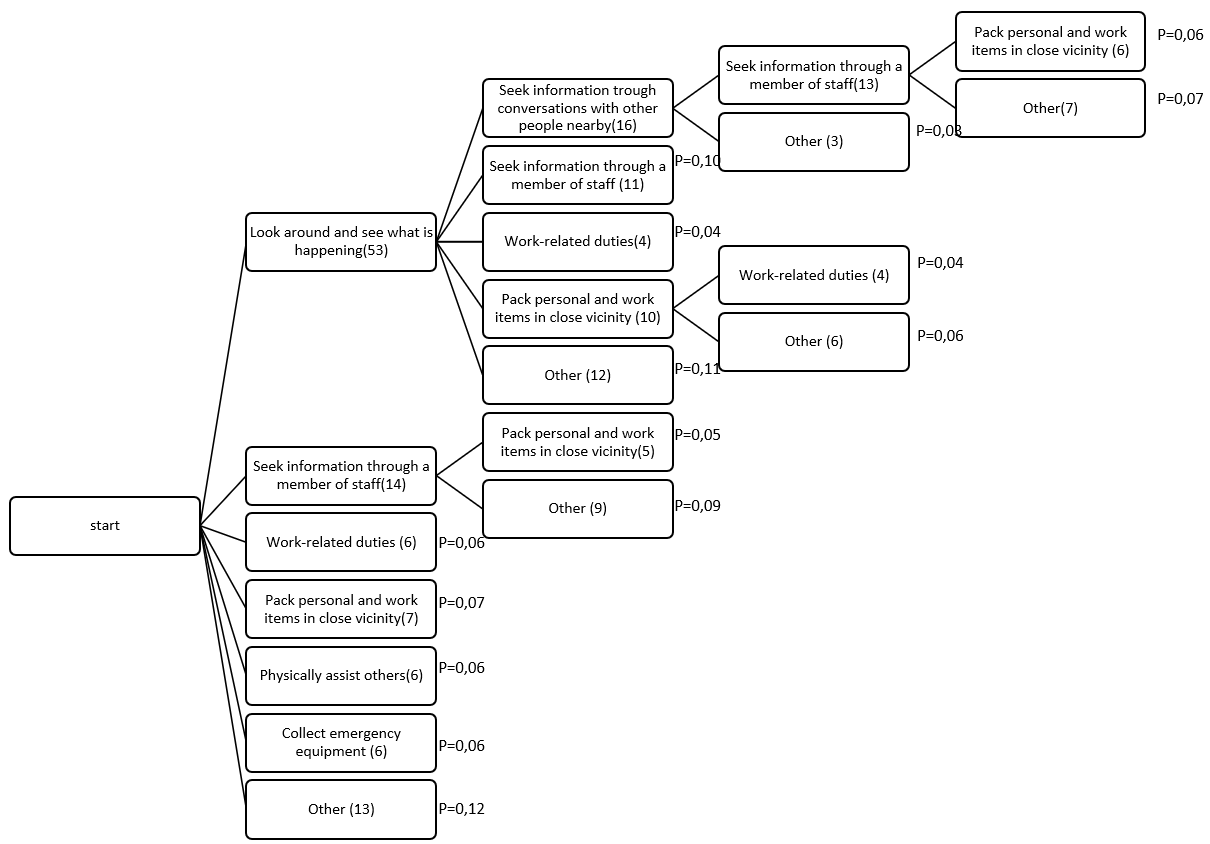 Pack personal and work
items in close vicinity (6)
P=0,06
Seek information through a
member of staff(13)
Other(7)
P=0,07
Seek information trough
conversations with other
people nearby(16)
Other (3)
P=0,03
Seek information through a
member of staff (11)
P=0,10
Look around and see what is
happening(53)
Work-related duties(4)
P=0,04
Work-related duties (4)
P=0,04
Pack personal and work
items in close vicinity (10)
Other (6)
P=0,06
Other (12)
P=0,11
Pack personal and work
items in close vicinity(5)
P=0,05
Seek information through a
member of staff(14)
Other (9)
P=0,09
start
Work-related duties (6)
P=0,06
Pack personal and work
items in close vicinity(7)
P=0,07
Physically assist others(6)
P=0,06
Collect emergency
equipment (6)
P=0,06
Other (13)
P=0,12